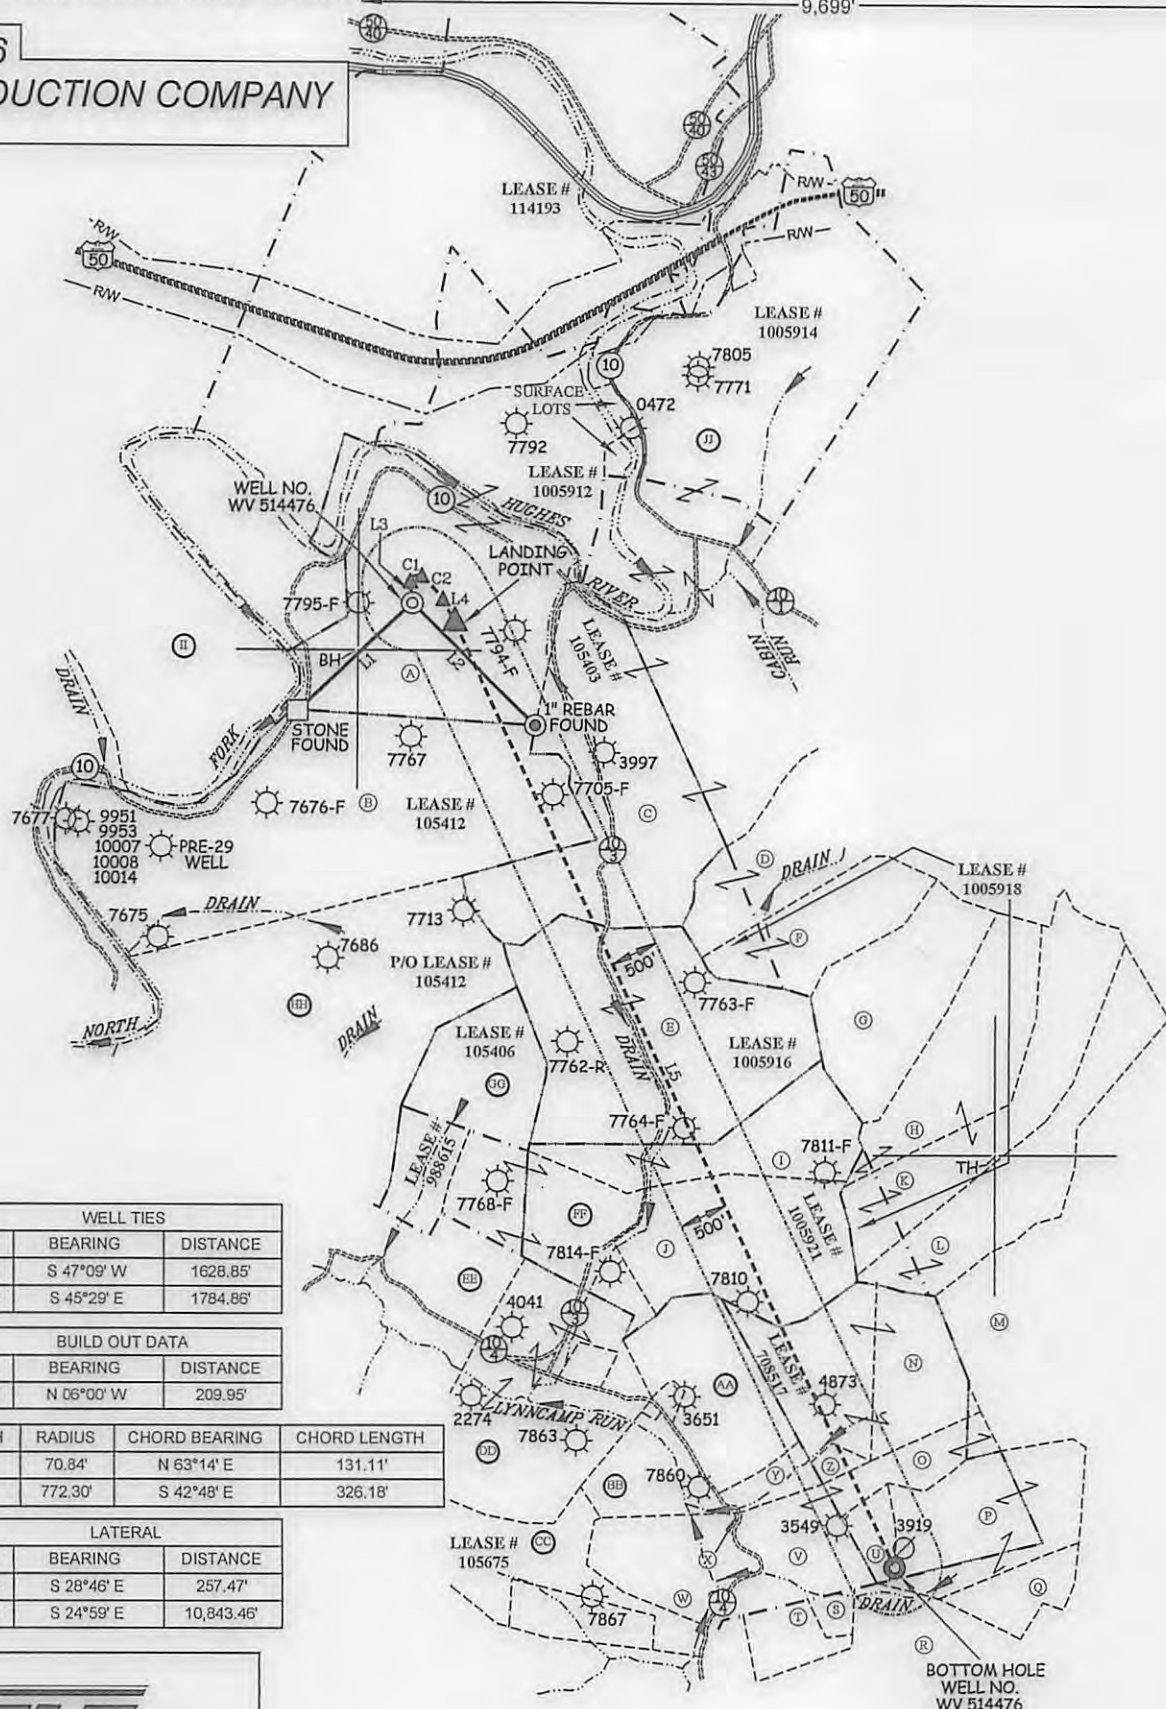 9,699'
6
DUCTION COMPANY
50
40
50
40
50
43
LEASE #
114193
R/W
50
R/W
R/W
50
R/W
LEASE #
1005914
10
7805
7771
SURFACE
LOTS
0472
7792
JJ
LEASE #
1005912
WELL NO.
WV 514476
10
HUGHES
L3
LANDING
POINT
C1
C2
L4
RIVER
7795-F
10
1
CABIN
RUN
7794-F
LEASE #
105403
II
BH
L1
L2
A
DRAIN
1" REBAR
FOUND
STONE
FOUND
FORK
7767
3997
10
7705-F
7676-F
B
LEASE #
105412
C
7677
9951
9953
10007
10008
10014
PRE-29
WELL
10
3
D
DRAIN
LEASE #
1005918
DRAIN
7713
7675
7686
F
P/O LEASE #
105412
500'
7763-F
HH
NORTH
DRAIN
LEASE #
105406
E
G
7762-R
DRAIN
LEASE #
1005916
L5
GG
7764-F
LEASE #
988615
H
7811-F
I
TH
K
7768-F
LEASE #
1005921
FF
500'
J
L
7814-F
EE
7810
4041
10
3
M
10
4
LEASE #
708517
N
AA
4873
2274
LYNNCAMP RUN
3651
7863
DD
Z
O
Y
7860
BB
P
3549
3919
LEASE #
105675
CC
X
V
U
Q
W
10
4
7867
T
S
DRAIN
R
BOTTOM HOLE
WELL NO.
WV 514476
WELL TIES
BEARING DISTANCE
S 47°09' W 1628.85'
S 45°29' E 1784.86'
BUILD OUT DATA
BEARING DISTANCE
N 06°00' W 209.95'
H RADIUS CHORD BEARING CHORD LENGTH
70.84' N 63°14' E 131.11'
772.30' S 42°48' E 326.18'
LATERAL
BEARING DISTANCE
S 28°46' E 257.47'
S 24°59' E 10,843.46'